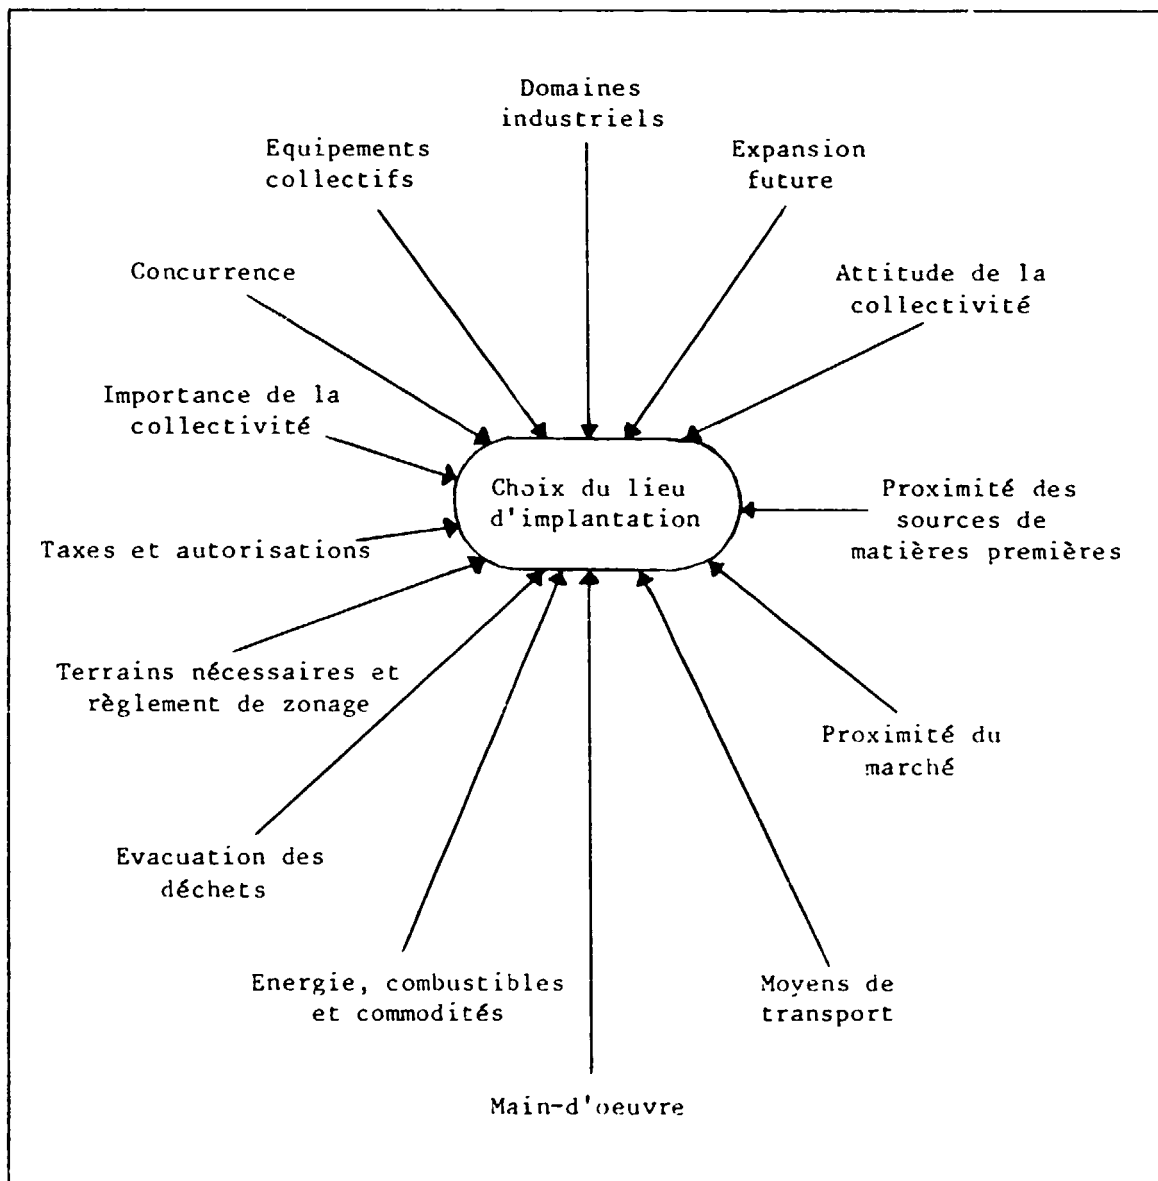 Domaines
industriels
Equipements
collectifs
Expansion
future
Concurrence
Attitude de la
collectivité
Importance de la
collectivité
Choix du lieu
d'implantation
Proximité des
sources de
matières premières
Taxes et autorisations
Terrains nécessaires et
règlement de zonage
Proximité du
marché
Evacuation des
déchets
Energie, combustibles
et commodités
Moyens de
transport
Main-d'oeuvre